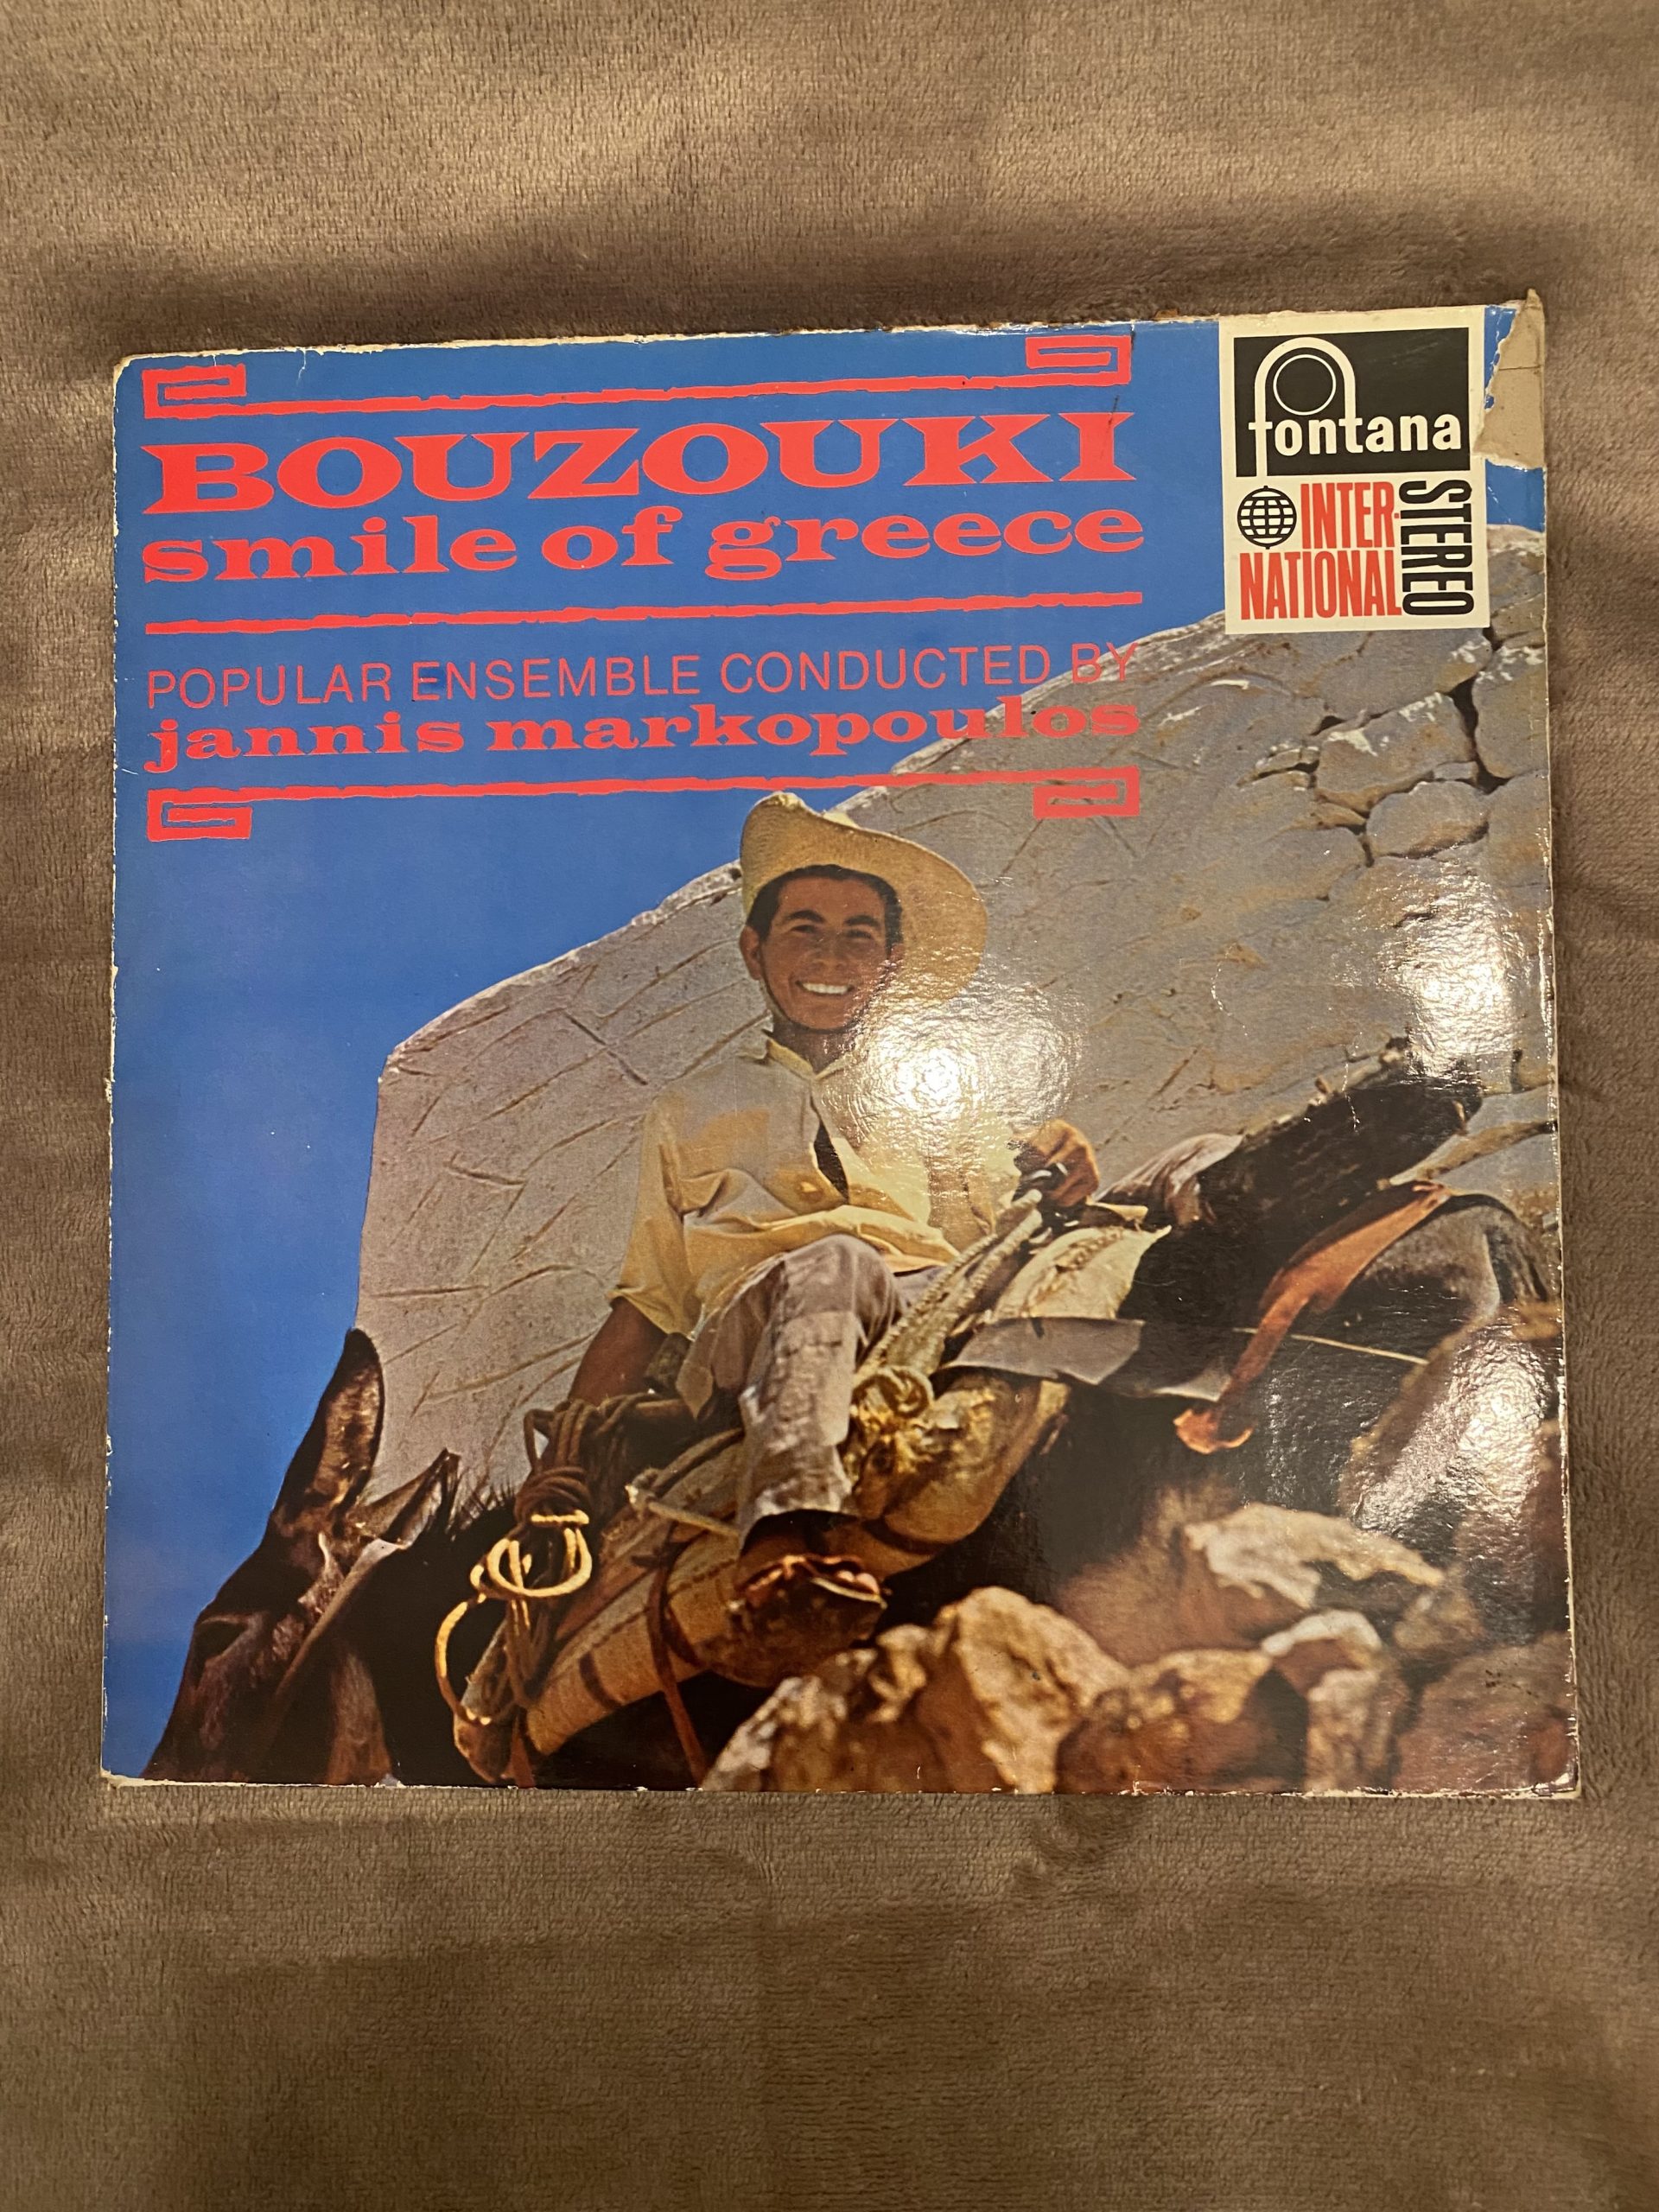 BOUZOUKI
smile of greece
POPULAR ENSEMBLE CONDUCTED BY
jannis markopoulos
fontana
INTER-
NATIONAL
STEREO